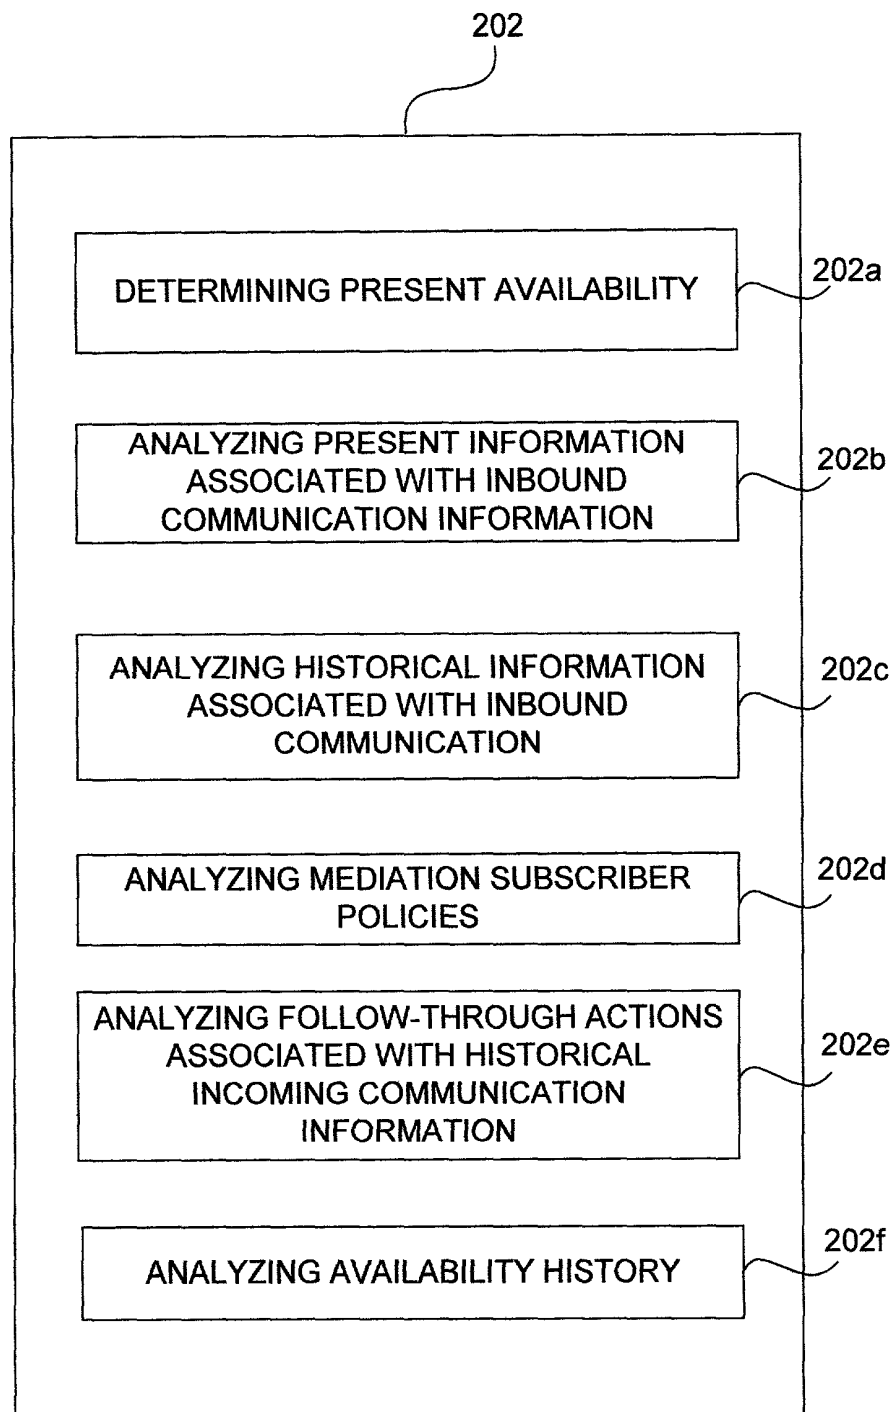 202
DETERMINING PRESENT AVAILABILITY
202a
ANALYZING PRESENT INFORMATION
ASSOCIATED WITH INBOUND
COMMUNICATION INFORMATION
202b
ANALYZING HISTORICAL INFORMATION
ASSOCIATED WITH INBOUND
COMMUNICATION
202c
ANALYZING MEDIATION SUBSCRIBER
POLICIES
202d
ANALYZING FOLLOW-THROUGH ACTIONS
ASSOCIATED WITH HISTORICAL
INCOMING COMMUNICATION
INFORMATION
202e
ANALYZING AVAILABILITY HISTORY
202f